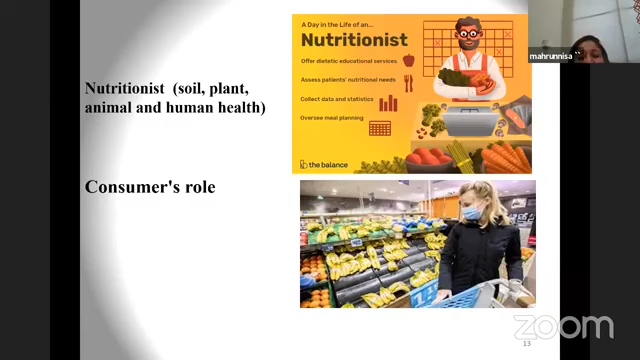 mahrunnisa
A Day in the Life of an...
Nutritionist
Offer dietetic educational services
Assess patients' nutritional needs
Collect data and statistics
Oversee meal planning
the balance
Nutritionist (soil, plant,
animal and human health)
Consumer's role
zoom
13